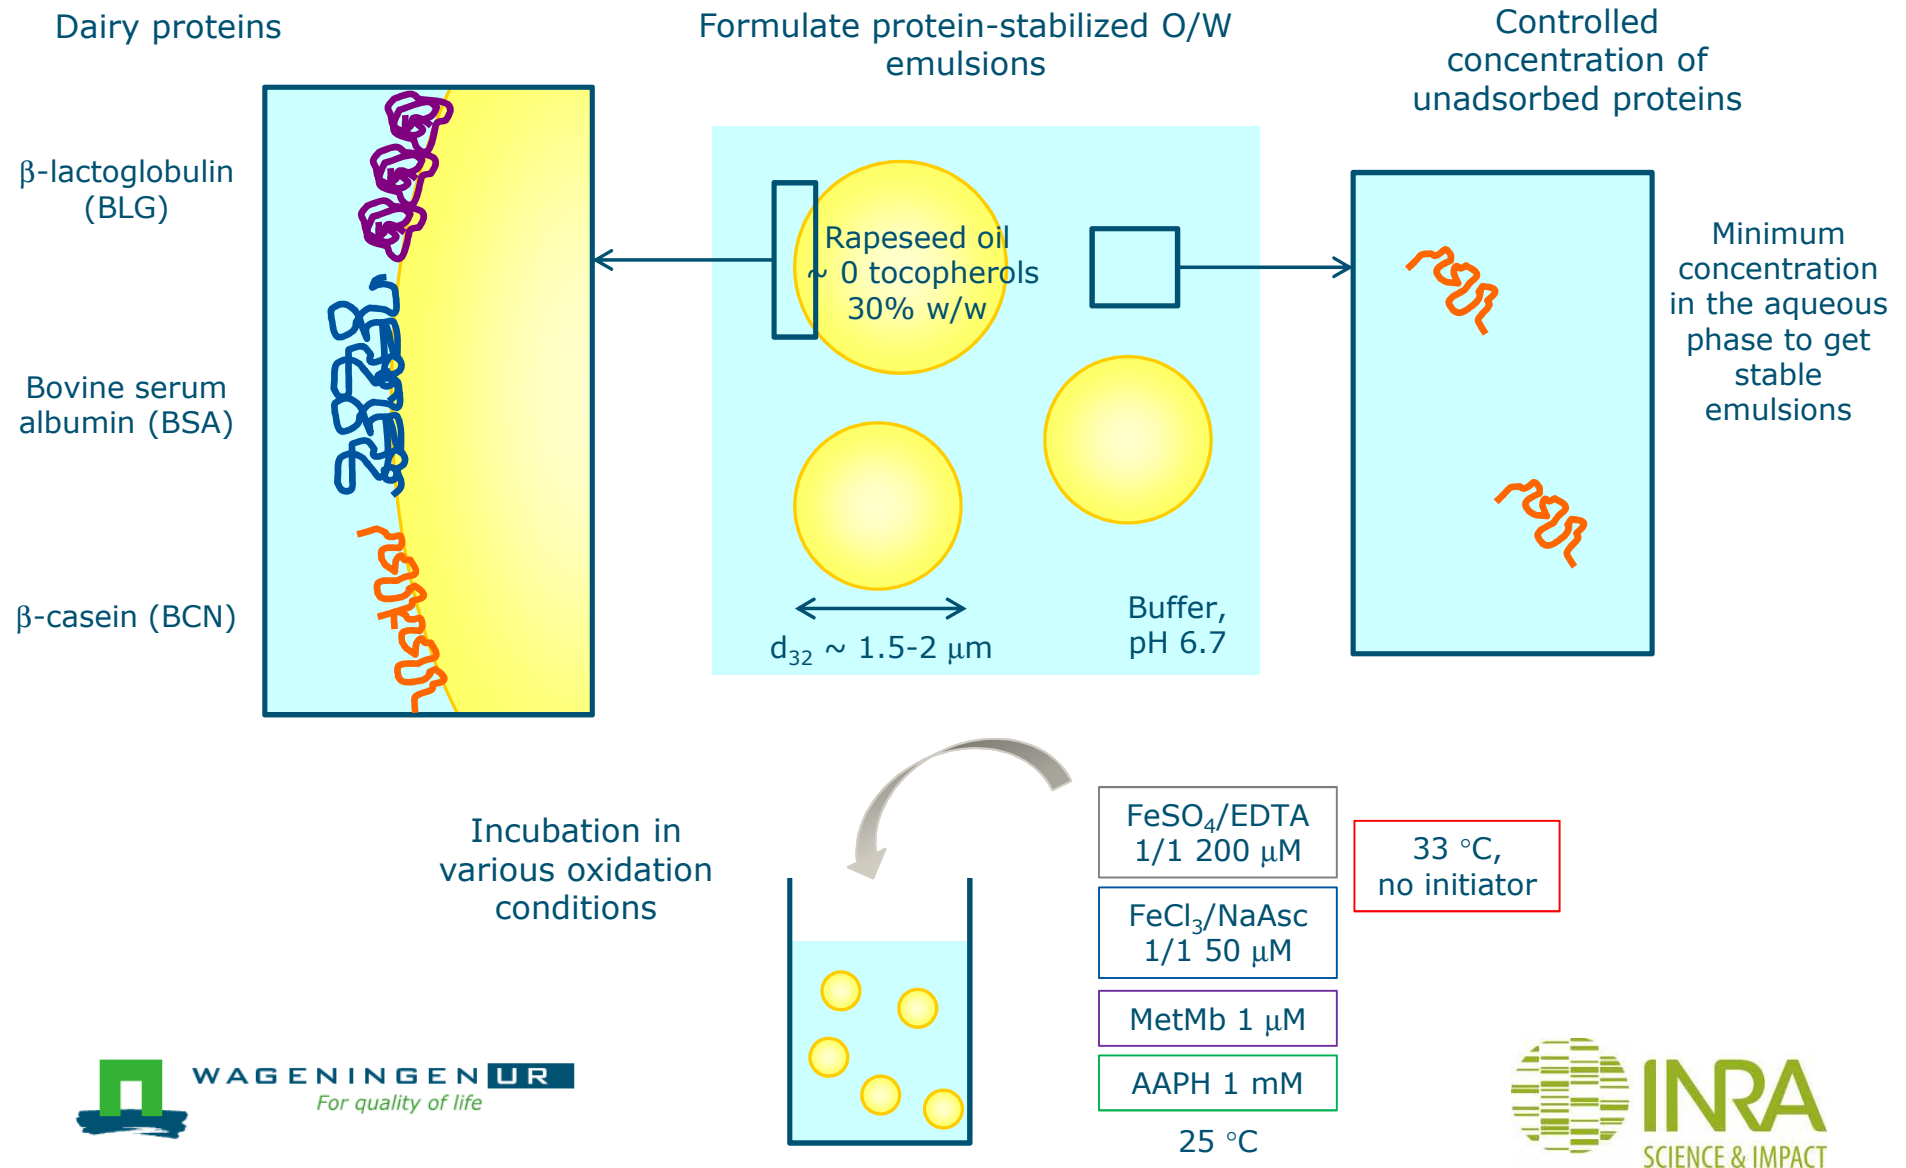 Dairy proteins
Formulate protein-stabilized O/W
emulsions
Controlled
concentration of
unadsorbed proteins
β-lactoglobulin
(BLG)
Bovine serum
albumin (BSA)
β-casein (BCN)
Rapeseed oil
~ 0 tocopherols
30% w/w
d32 ~ 1.5-2 μm
Buffer,
pH 6.7
Minimum
concentration
in the aqueous
phase to get
stable
emulsions
Incubation in
various oxidation
conditions
FeSO4/EDTA
1/1 200 μM
FeCl3/NaAsc
1/1 50 μM
MetMb 1 μM
AAPH 1 mM
25 °C
33 °C,
no initiator
WAGENINGEN UR
For quality of life
INRA
SCIENCE & IMPACT